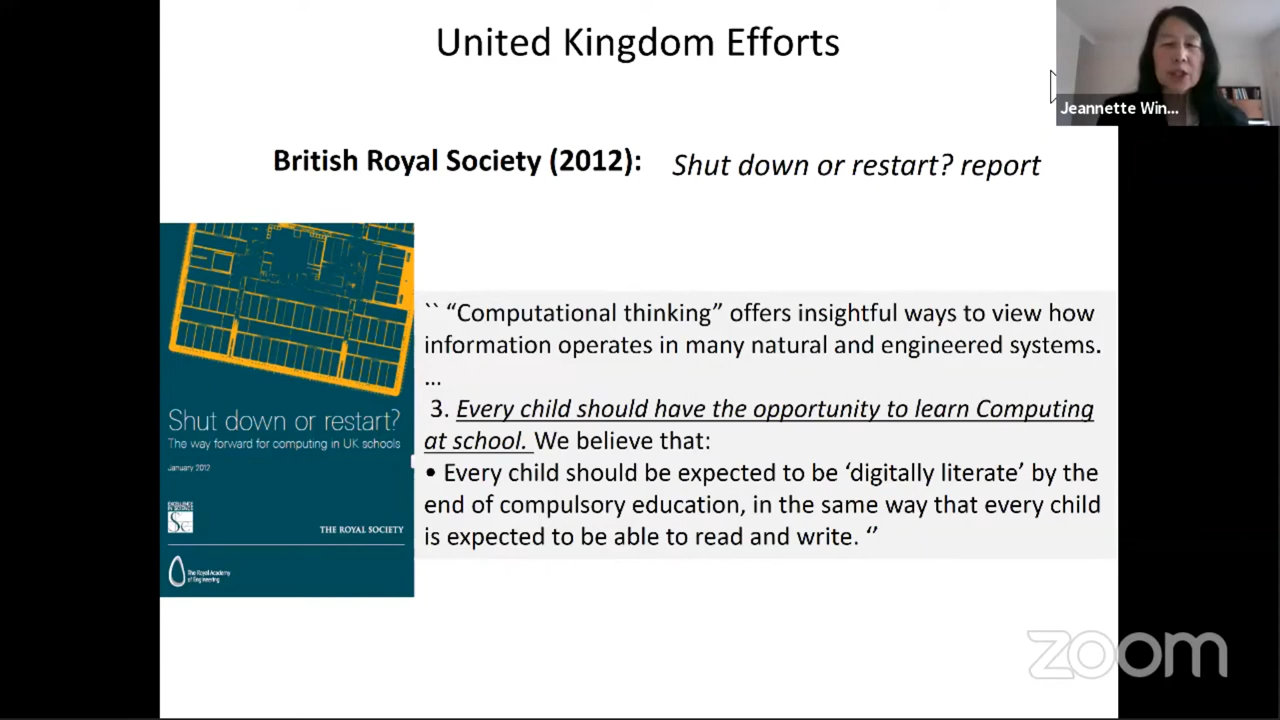 United Kingdom Efforts
Jeannette Win...
British Royal Society (2012):
Shut down or restart? report
`` “Computational thinking” offers insightful ways to view how
information operates in many natural and engineered systems.
...
3. Every child should have the opportunity to learn Computing
at school. We believe that:
• Every child should be expected to be ‘digitally literate’ by the
end of compulsory education, in the same way that every child
is expected to be able to read and write. ‘’
Shut down or restart?
The way forward for computing in UK schools
January 2012
EXCELLENCE
IN SCIENCE
THE ROYAL SOCIETY
The Royal Academy
of Engineering
zoom